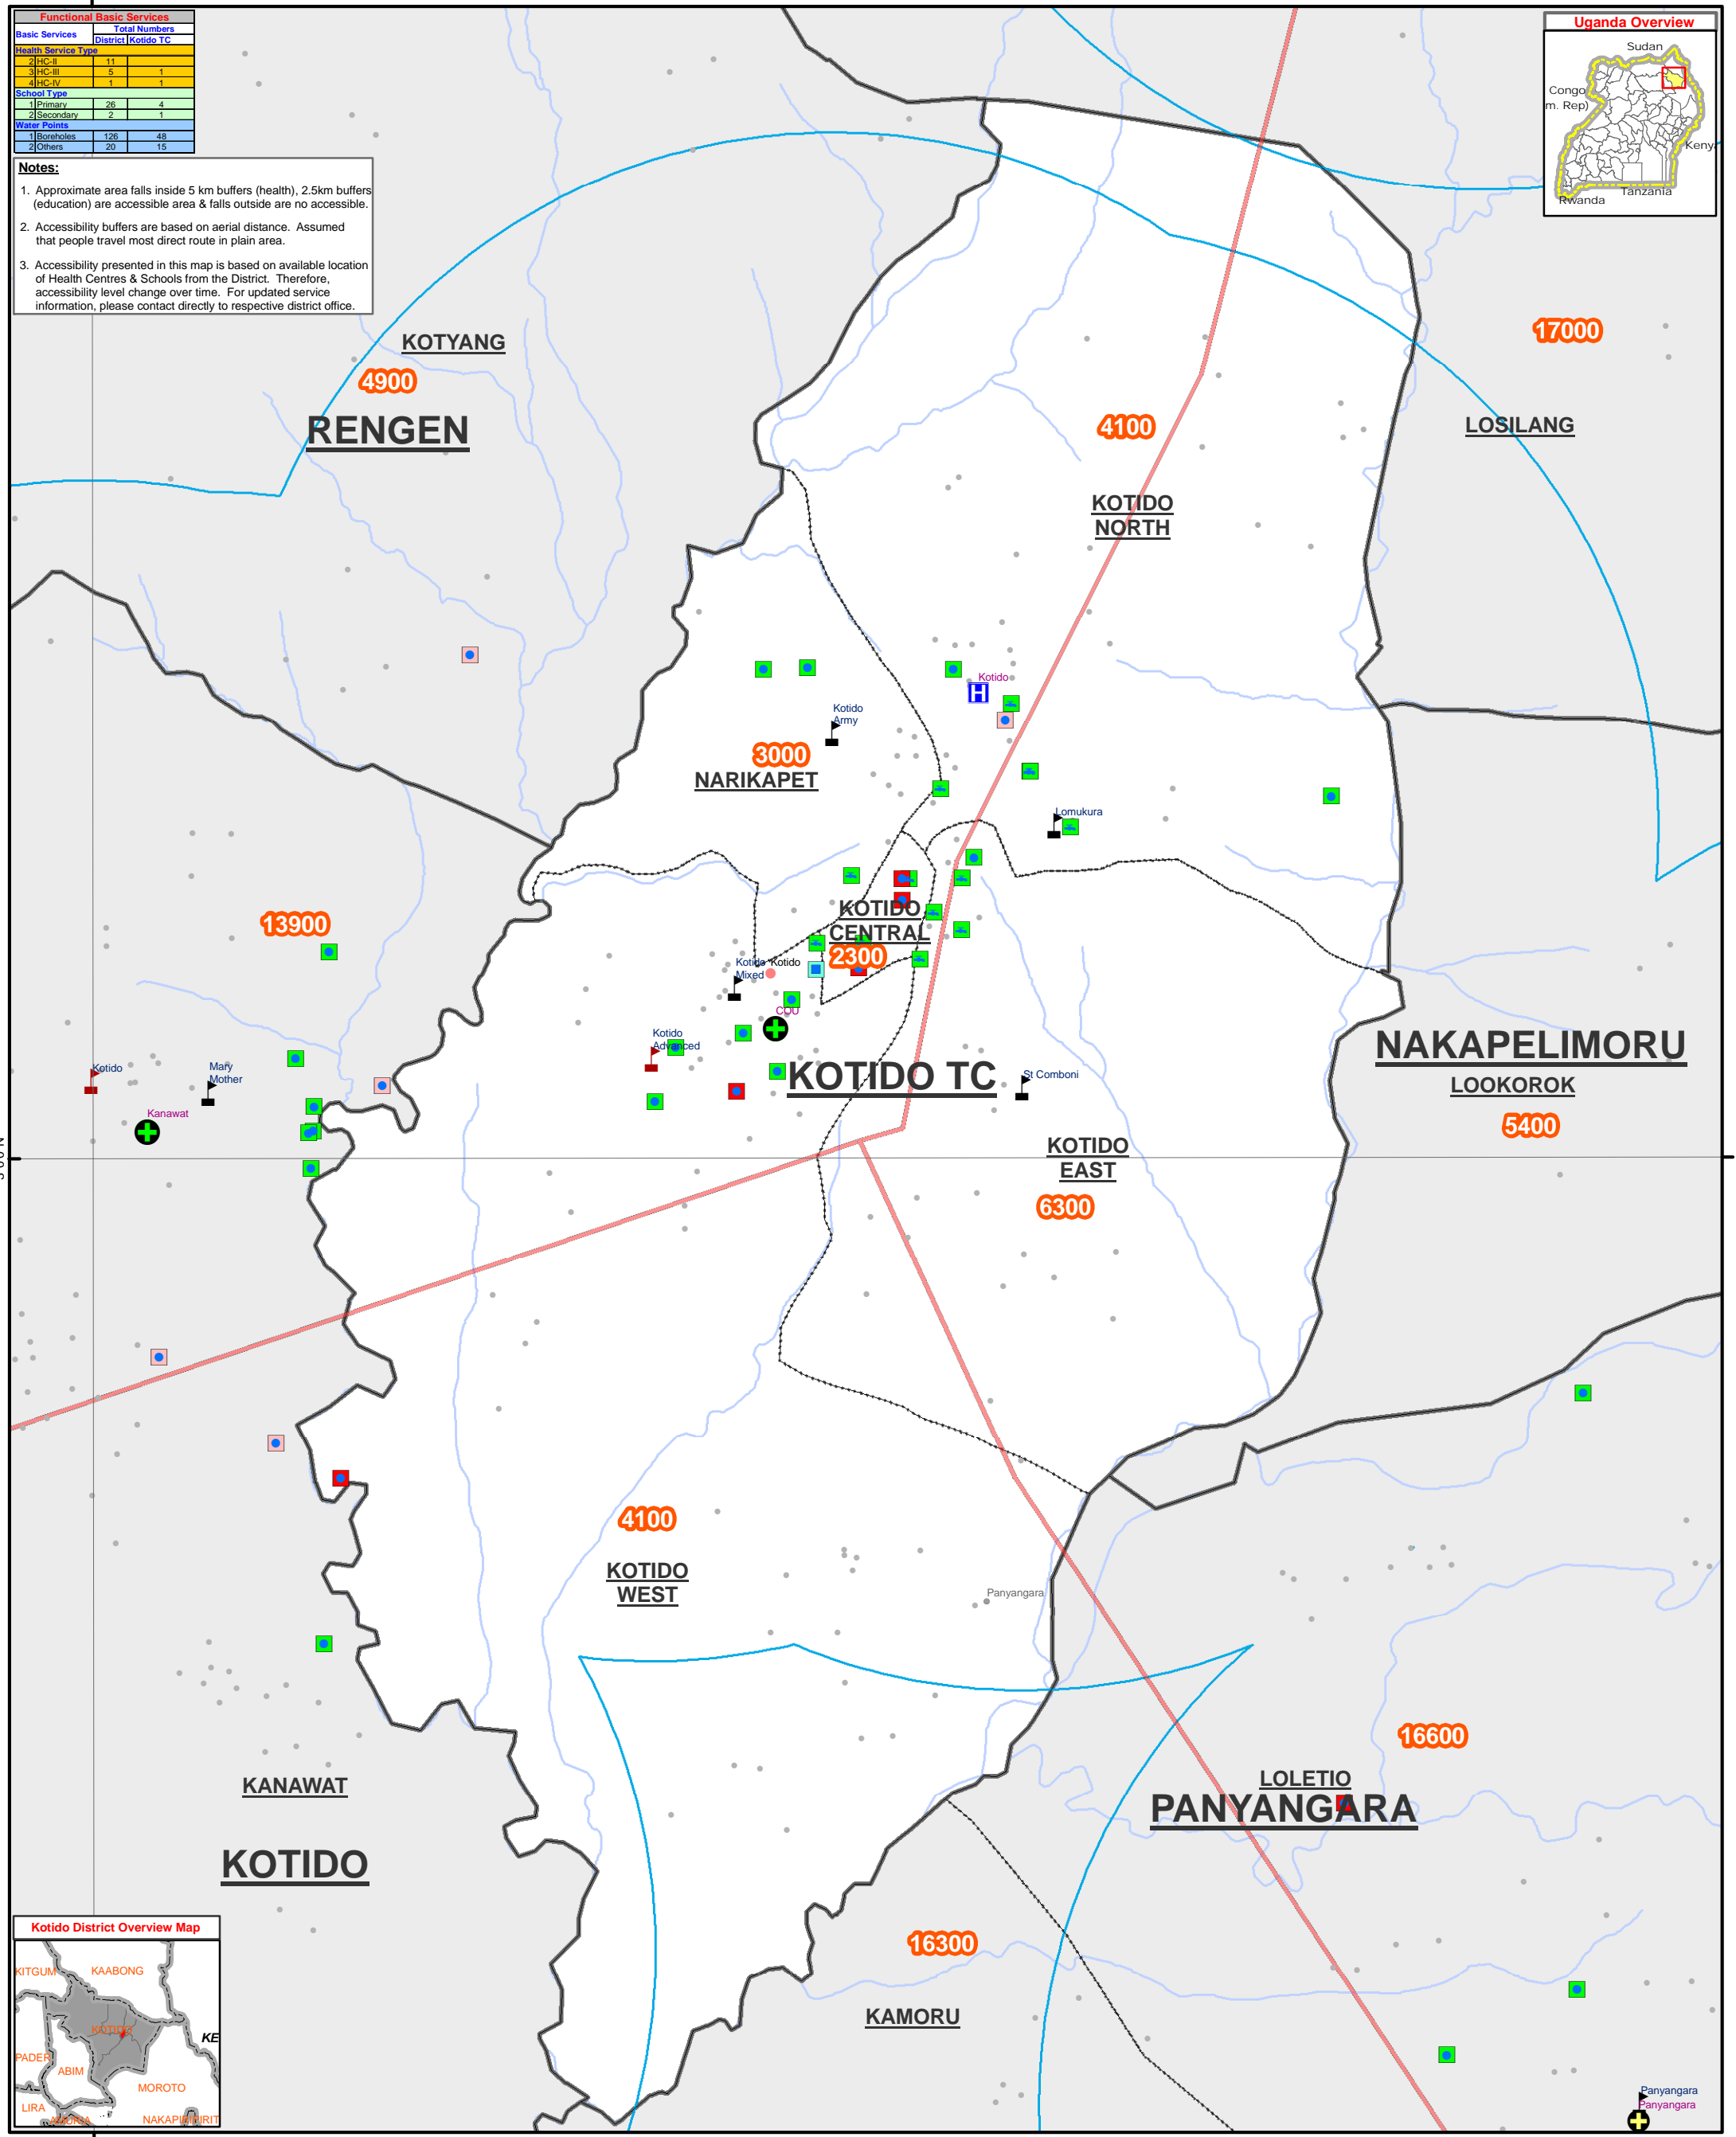 Functional Basic Services
Basic Services
Total Numbers
District Kotido TC
Health Service Type
2 HC-II 11
3 HC-III 5 1
4 HC-IV 1 1
School Type
1 Primary 26 4
2 Secondary 2 1
Water Points
1 Boreholes 126 48
2 Others 20 15
Notes:
1. Approximate area falls inside 5 km buffers (health), 2.5km buffers
(education) are accessible area & falls outside are no accessible.
2. Accessibility buffers are based on aerial distance. Assumed
that people travel most direct route in plain area.
3. Accessibility presented in this map is based on available location
of Health Centres & Schools from the District. Therefore,
accessibility level change over time. For updated service
information, please contact directly to respective district office.
Uganda Overview
Sudan
Congo
m. Rep)
Keny
Tanzania
Rwanda
KOTYANG
4900
RENGEN
17000
LOSILANG
4100
KOTIDO
NORTH
Kotido
Kotido
Army
3000
NARIKAPET
Lomukura
13900
KOTIDO
CENTRAL
2300
Kotido
Mixed
Kotido
COU
Kotido
Advanced
KOTIDO TC
St Comboni
NAKAPELIMORU
LOOKOROK
5400
Kotido
Mary
Mother
Kanawat
KOTIDO
EAST
6300
4100
KOTIDO
WEST
Panyangara
16600
LOLETIO
PANYANGARA
KANAWAT
KOTIDO
16300
KAMORU
Kotido District Overview Map
KITGUM
KAABONG
KOTIDO
KE
PADER
ABIM
MOROTO
LIRA
AMURIA
NAKAPIRIPIRIT
Panyangara
Panyangara